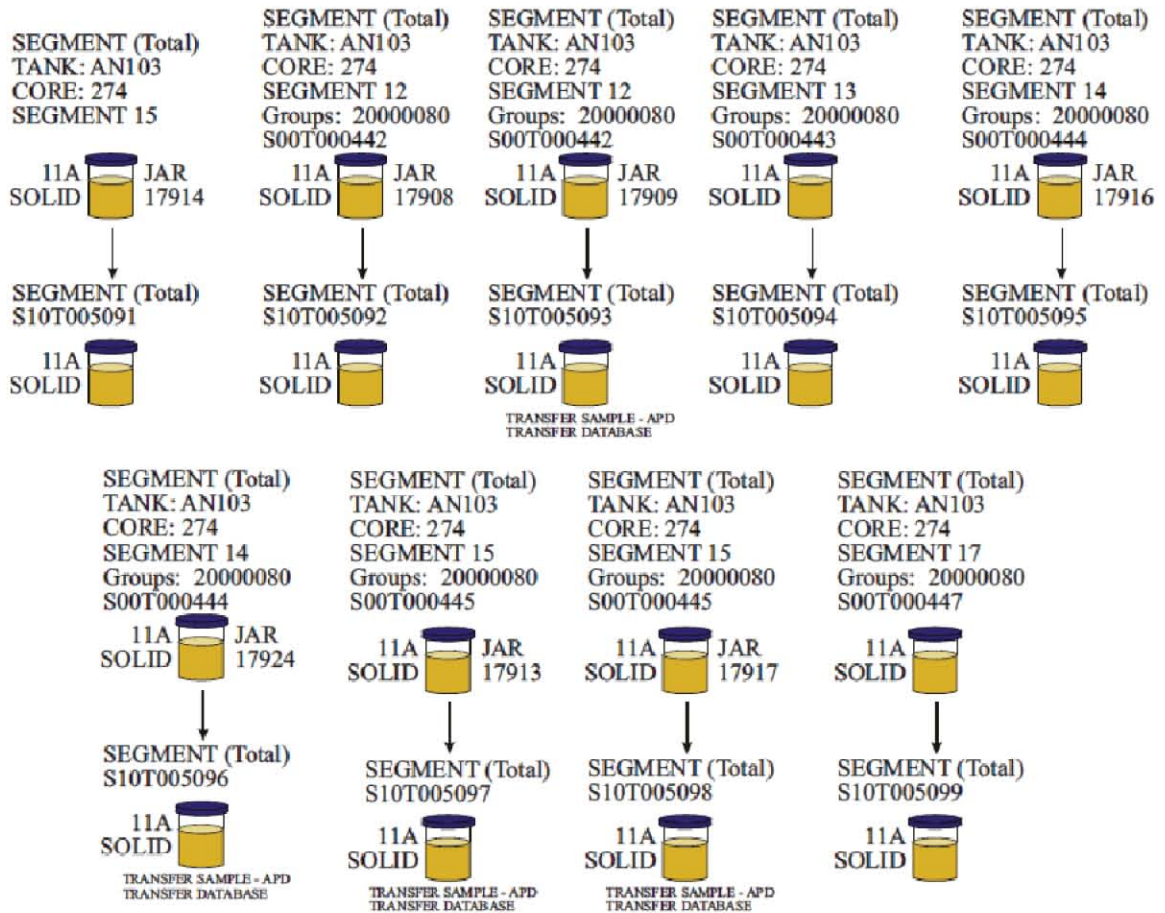 SEGMENT (Total)
TANK: AN103
CORE: 274
SEGMENT 15
11A
SOLID
JAR
17914
SEGMENT (Total)
S10T005091
11A
SOLID
SEGMENT (Total)
TANK: AN103
CORE: 274
SEGMENT 12
Groups: 20000080
S00T000442
11A
SOLID
JAR
17908
SEGMENT (Total)
S10T005092
11A
SOLID
SEGMENT (Total)
TANK: AN103
CORE: 274
SEGMENT 12
Groups: 20000080
S00T000442
11A
SOLID
JAR
17909
SEGMENT (Total)
S10T005093
11A
SOLID
TRANSFER SAMPLE - APD
TRANSFER DATABASE
SEGMENT (Total)
TANK: AN103
CORE: 274
SEGMENT 13
Groups: 20000080
S00T000443
11A
SOLID
SEGMENT (Total)
S10T005094
11A
SOLID
SEGMENT (Total)
TANK: AN103
CORE: 274
SEGMENT 14
Groups: 20000080
S00T000444
11A
SOLID
JAR
17916
SEGMENT (Total)
S10T005095
11A
SOLID
SEGMENT (Total)
TANK: AN103
CORE: 274
SEGMENT 14
Groups: 20000080
S00T000444
11A
SOLID
JAR
17924
SEGMENT (Total)
S10T005096
11A
SOLID
TRANSFER SAMPLE - APD
TRANSFER DATABASE
SEGMENT (Total)
TANK: AN103
CORE: 274
SEGMENT 15
Groups: 20000080
S00T000445
11A
SOLID
JAR
17913
SEGMENT (Total)
S10T005097
11A
SOLID
TRANSFER SAMPLE - APD
TRANSFER DATABASE
SEGMENT (Total)
TANK: AN103
CORE: 274
SEGMENT 15
Groups: 20000080
S00T000445
11A
SOLID
JAR
17917
SEGMENT (Total)
S10T005098
11A
SOLID
TRANSFER SAMPLE - APD
TRANSFER DATABASE
SEGMENT (Total)
TANK: AN103
CORE: 274
SEGMENT 17
Groups: 20000080
S00T000447
11A
SOLID
SEGMENT (Total)
S10T005099
11A
SOLID